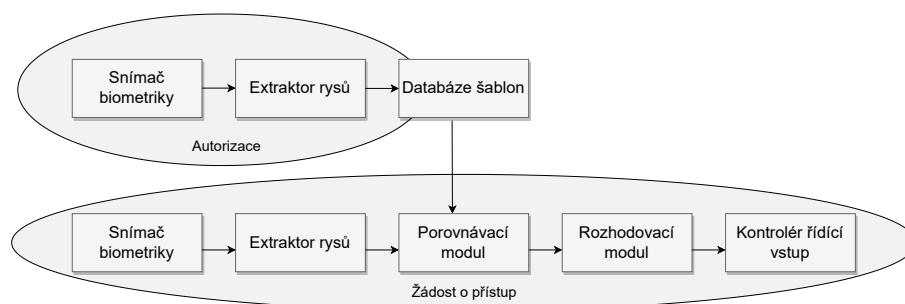 Snímač
biometriky
Extraktor rysů
Databáze šablon
Autorizace
Snímač
biometriky
Extraktor rysů
Porovnávací
modul
Rozhodovací
modul
Kontrolér řídící
vstup
Žádost o přístup